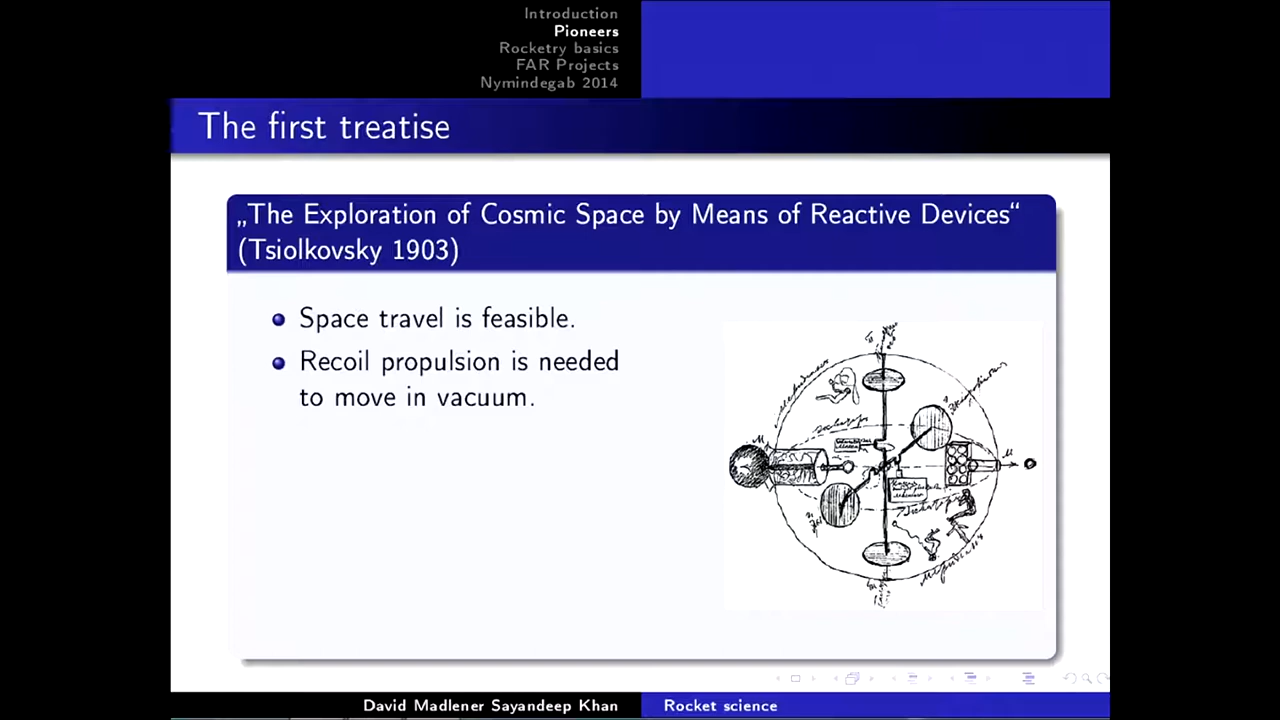 Introduction
Pioneers
Rocketry basics
FAR Projects
Nymindegab 2014
The first treatise
„The Exploration of Cosmic Space by Means of Reactive Devices“
(Tsiolkovsky 1903)
Space travel is feasible.
Recoil propulsion is needed
to move in vacuum.
David Madlener Sayandeep Khan
Rocket science